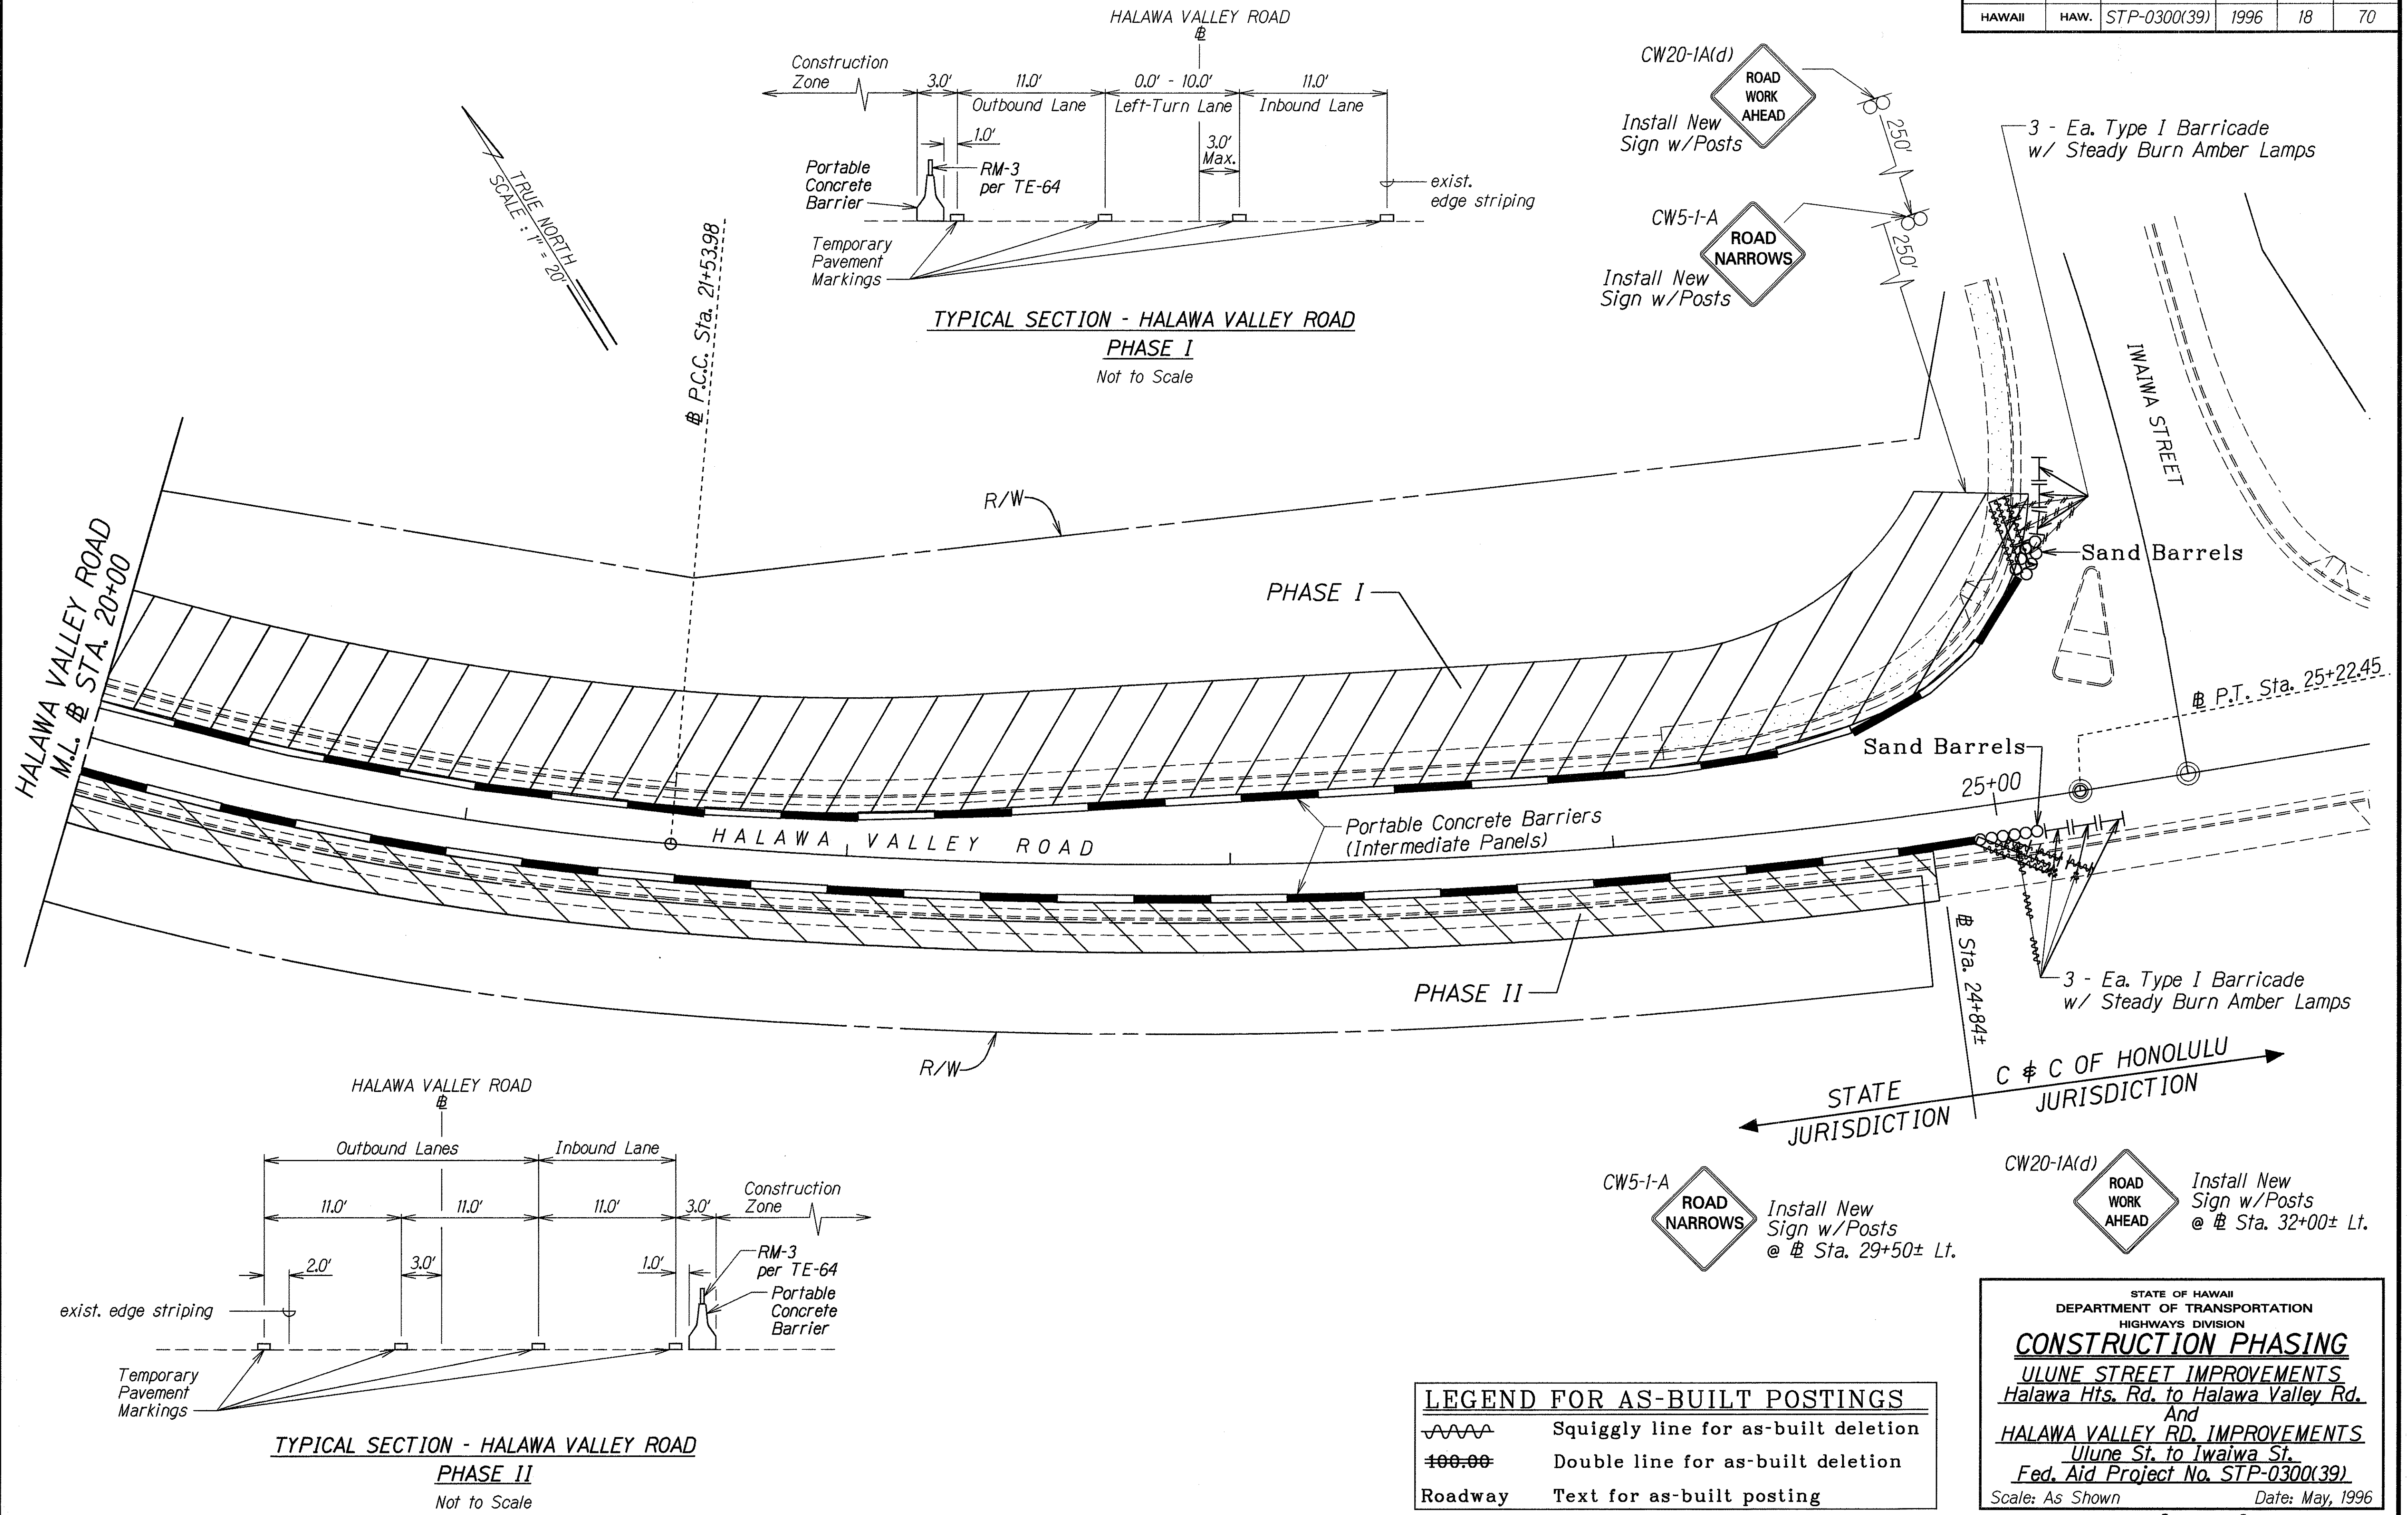 HAWAII HAW. STP-0300(39) 1996 18 70
HALAWA VALLEY ROAD
Construction
Zone
3.0' 11.0' 0.0' - 10.0' 11.0'
Outbound Lane Left-Turn Lane Inbound Lane
1.0'
3.0'
Max.
Portable
Concrete
Barrier
RM-3
per TE-64
exist.
edge striping
Temporary
Pavement
Markings
TYPICAL SECTION - HALAWA VALLEY ROAD
PHASE I
Not to Scale
TRUE NORTH
SCALE : 1" = 20'
CW20-1A(d)
ROAD
WORK
AHEAD
Install New
Sign w/Posts
250'
CW5-1-A
ROAD
NARROWS
Install New
Sign w/Posts
250'
3 - Ea. Type I Barricade
w/ Steady Burn Amber Lamps
IWAIWA STREET
℄ P.C.C. Sta. 21+53.98
R/W
HALAWA VALLEY ROAD
M.L. ℄ STA. 20+00
PHASE I
Sand Barrels
℄ P.T. Sta. 25+22.45
Sand Barrels
25+00
HALAWA VALLEY ROAD
Portable Concrete Barriers
(Intermediate Panels)
PHASE II
℄ Sta. 24+84±
3 - Ea. Type I Barricade
w/ Steady Burn Amber Lamps
R/W
STATE
JURISDICTION
C & C OF HONOLULU
JURISDICTION
HALAWA VALLEY ROAD
Outbound Lanes Inbound Lane
11.0' 11.0' 11.0' 3.0'
Construction
Zone
2.0' 3.0' 1.0'
RM-3
per TE-64
Portable
Concrete
Barrier
exist. edge striping
Temporary
Pavement
Markings
TYPICAL SECTION - HALAWA VALLEY ROAD
PHASE II
Not to Scale
CW5-1-A
ROAD
NARROWS
Install New
Sign w/Posts
@ ℄ Sta. 29+50± Lt.
CW20-1A(d)
ROAD
WORK
AHEAD
Install New
Sign w/Posts
@ ℄ Sta. 32+00± Lt.
LEGEND FOR AS-BUILT POSTINGS
Squiggly line for as-built deletion
100.00 Double line for as-built deletion
Roadway Text for as-built posting
STATE OF HAWAII
DEPARTMENT OF TRANSPORTATION
HIGHWAYS DIVISION
CONSTRUCTION PHASING
ULUNE STREET IMPROVEMENTS
Halawa Hts. Rd. to Halawa Valley Rd.
And
HALAWA VALLEY RD. IMPROVEMENTS
Ulune St. to Iwaiwa St.
Fed. Aid Project No. STP-0300(39)
Scale: As Shown Date: May, 1996